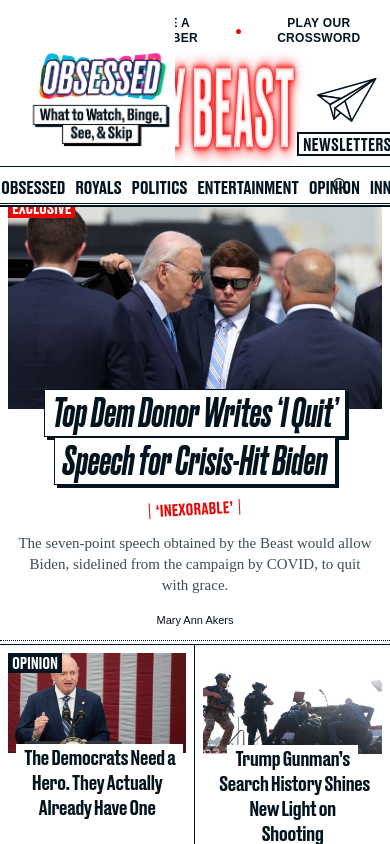 E A
BER
PLAY OUR
CROSSWORD
OBSESSED
What to Watch, Binge,
See, & Skip
Y BEAST
NEWSLETTERS
OBSESSED ROYALS POLITICS ENTERTAINMENT OPINION INN
EXCLUSIVE
Top Dem Donor Writes ‘I Quit’
Speech for Crisis-Hit Biden
‘INEXORABLE’
The seven-point speech obtained by the Beast would allow
Biden, sidelined from the campaign by COVID, to quit
with grace.
Mary Ann Akers
OPINION
The Democrats Need a
Hero. They Actually
Already Have One
Trump Gunman’s
Search History Shines
New Light on
Shooting